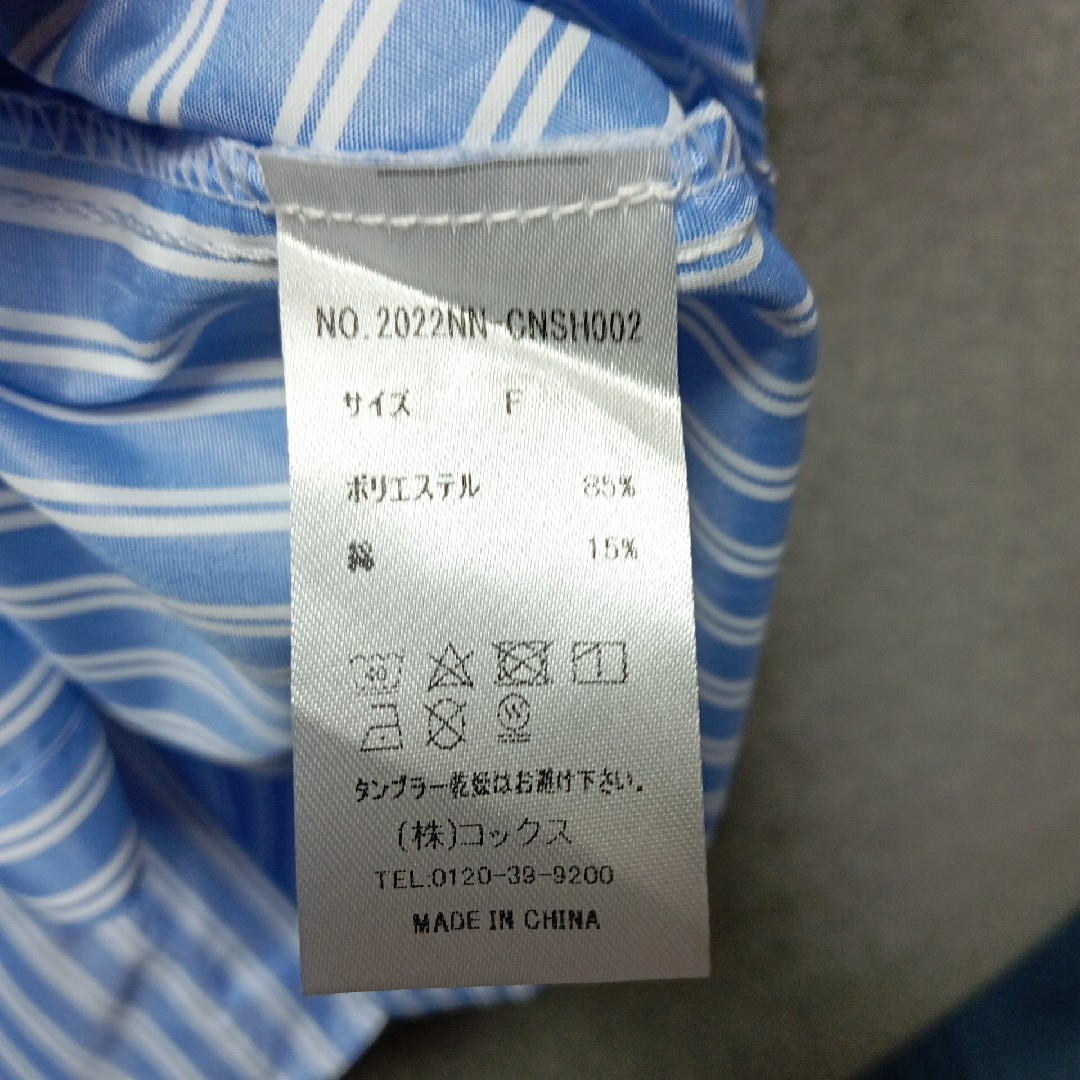 NO.2022NN-CNSH002
サイズ F
ポリエステル 85%
綿 15%
タンブラー乾燥はお避け下さい。
(株)コックス
TEL:0120-39-9200
MADE IN CHINA